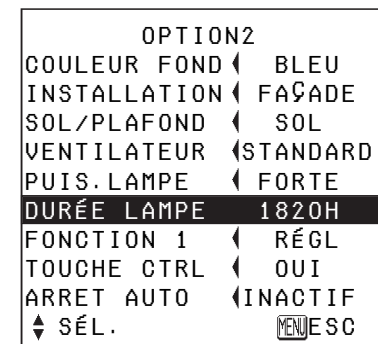 OPTION2
COULEUR FOND BLEU
INSTALLATION FAÇADE
SOL/PLAFOND SOL
VENTILATEUR STANDARD
PUIS.LAMPE FORTE
DURÉE LAMPE 1820H
FONCTION 1 RÉGL
TOUCHE CTRL OUI
ARRET AUTO INACTIF
SÉL. MENU ESC